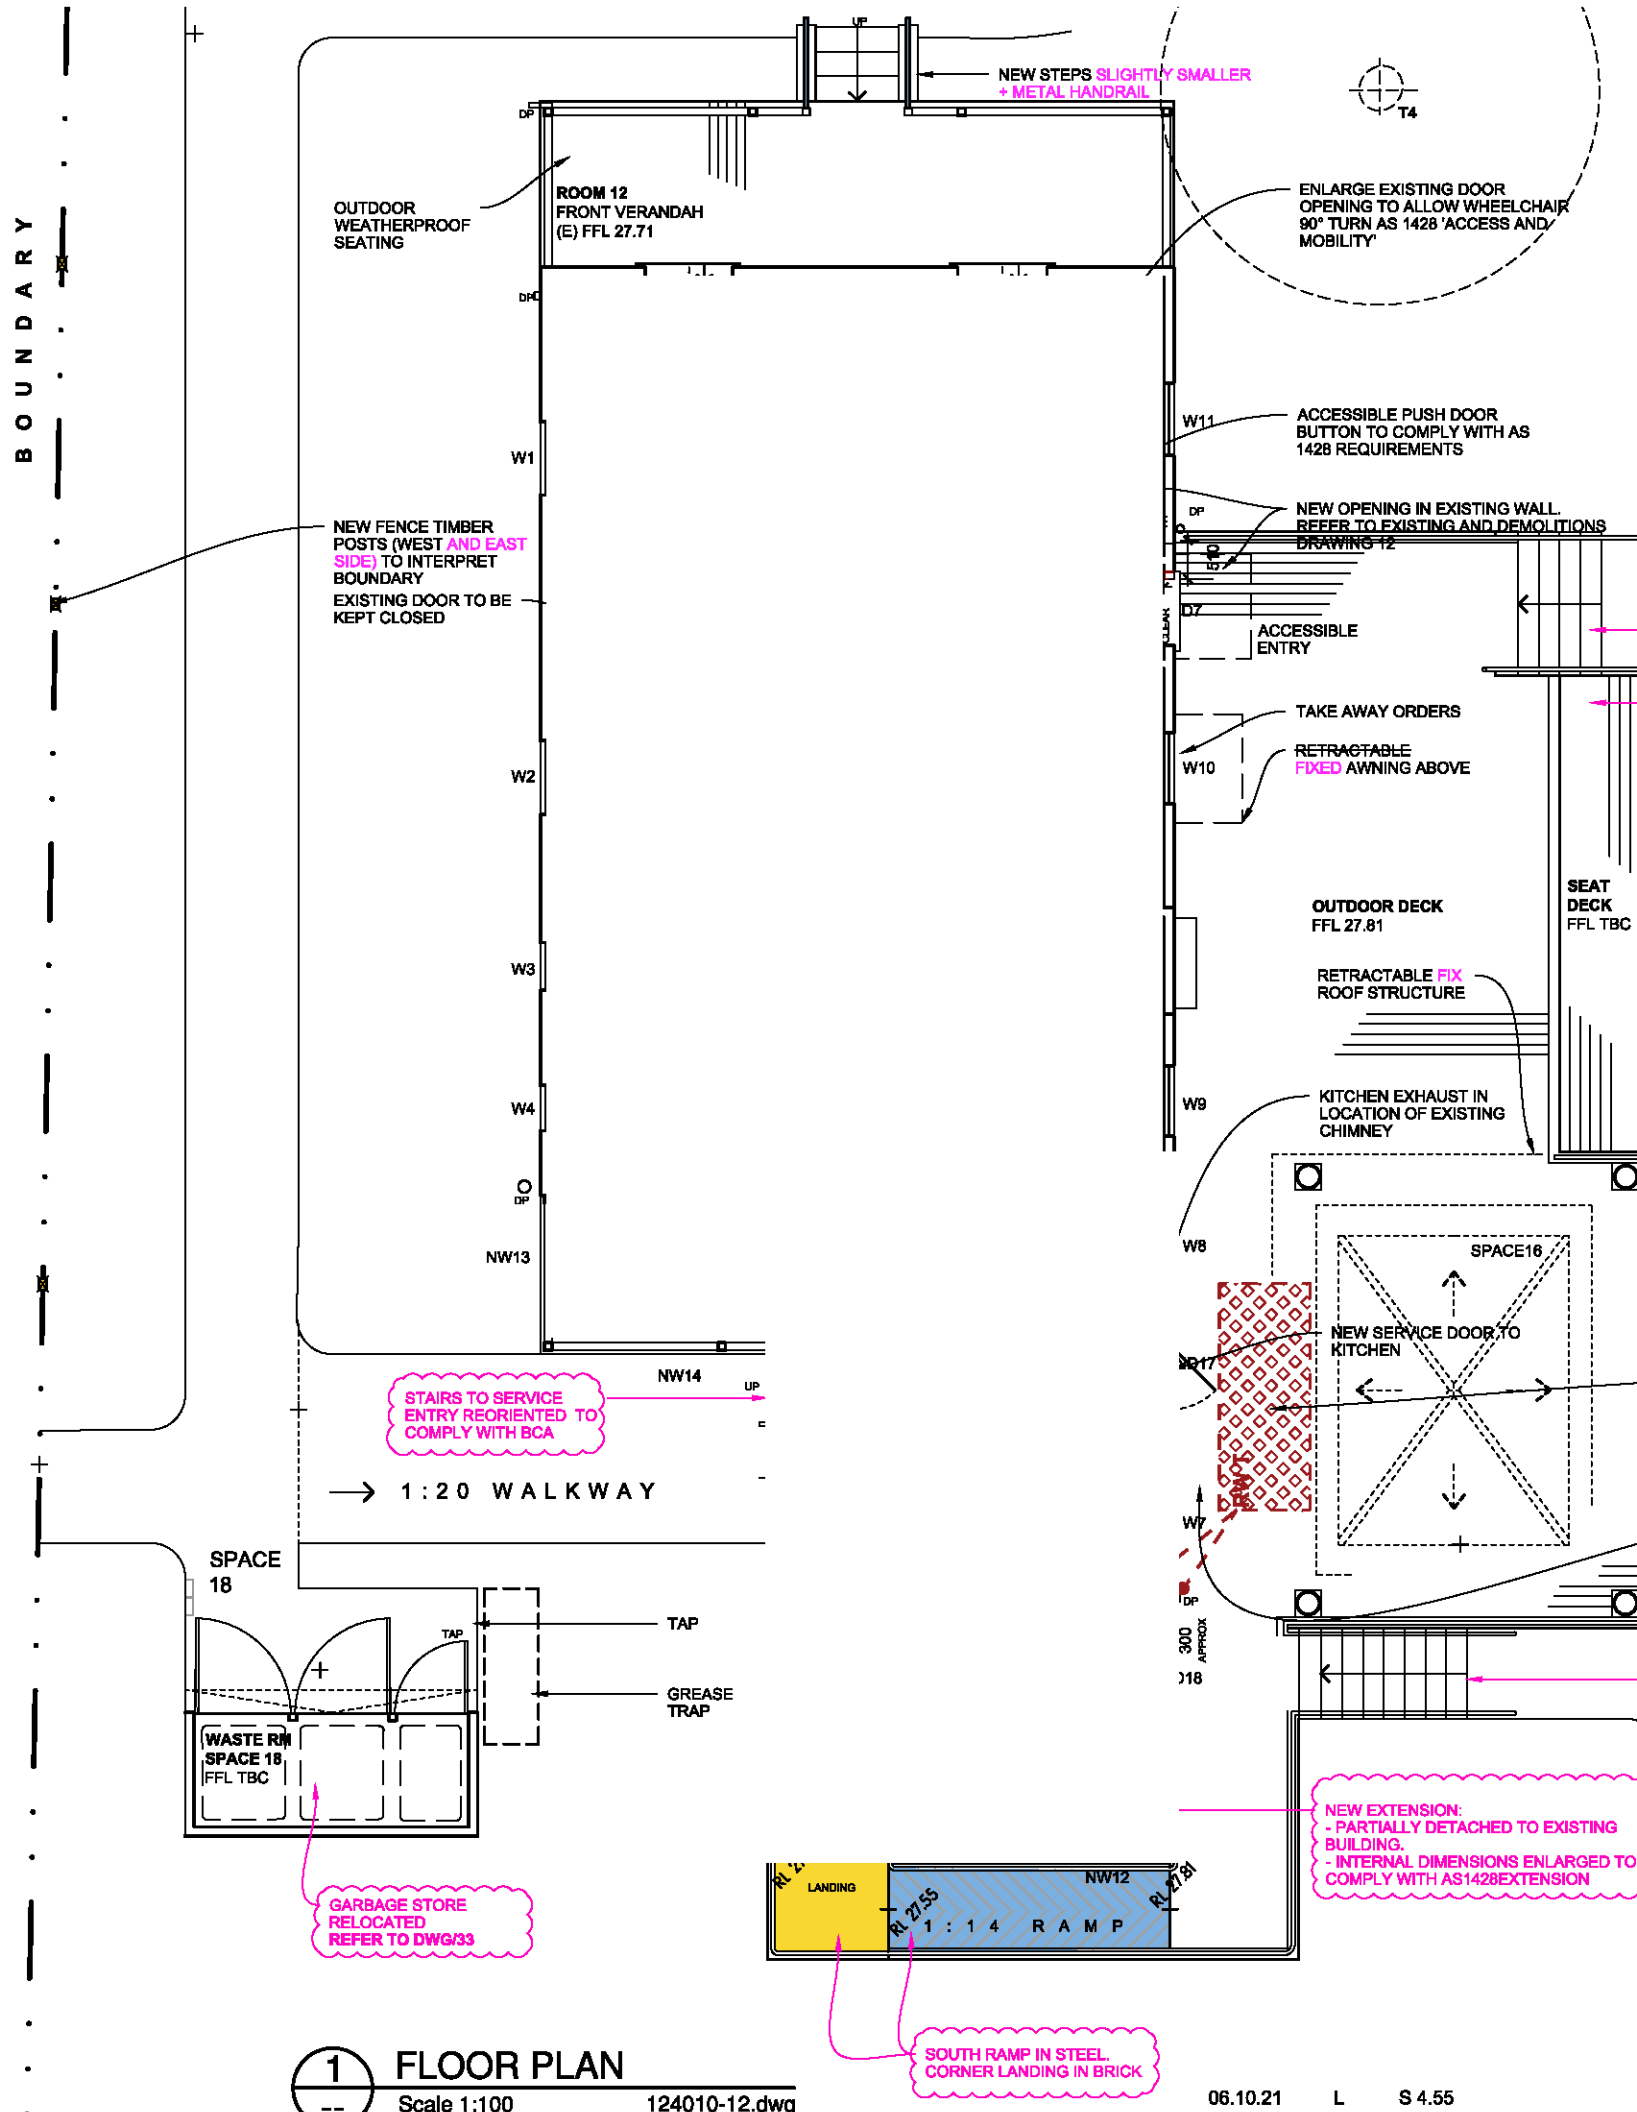 UP
NEW STEPS SLIGHTLY SMALLER
+ METAL HANDRAIL
T4
DP
ROOM 12
FRONT VERANDAH
(E) FFL 27.71
OUTDOOR
WEATHERPROOF
SEATING
ENLARGE EXISTING DOOR
OPENING TO ALLOW WHEELCHAIR
90° TURN AS 1428 'ACCESS AND
MOBILITY'
BOUNDARY
DP
W11
ACCESSIBLE PUSH DOOR
BUTTON TO COMPLY WITH AS
1428 REQUIREMENTS
W1
NEW FENCE TIMBER
POSTS (WEST AND EAST
SIDE) TO INTERPRET
BOUNDARY
EXISTING DOOR TO BE
KEPT CLOSED
DP
NEW OPENING IN EXISTING WALL.
REFER TO EXISTING AND DEMOLITIONS
DRAWING 12
510
D7
CLEAR
ACCESSIBLE
ENTRY
TAKE AWAY ORDERS
W2
W10
RETRACTABLE
FIXED AWNING ABOVE
SEAT
DECK
FFL TBC
OUTDOOR DECK
FFL 27.81
W3
RETRACTABLE FIX
ROOF STRUCTURE
W4
W9
KITCHEN EXHAUST IN
LOCATION OF EXISTING
CHIMNEY
DP
NW13
W8
SPACE16
NEW SERVICE DOOR TO
KITCHEN
D17
NW14
UP
STAIRS TO SERVICE
ENTRY REORIENTED TO
COMPLY WITH BCA
1:20 WALKWAY
RWT
W7
SPACE
18
DP
TAP
TAP
300
APPROX
D18
GREASE
TRAP
WASTE RM
SPACE 18
FFL TBC
NEW EXTENSION:
- PARTIALLY DETACHED TO EXISTING
BUILDING.
- INTERNAL DIMENSIONS ENLARGED TO
COMPLY WITH AS1428EXTENSION
LANDING
NW12
RL 27.55
RL 27.81
1:14 RAMP
GARBAGE STORE
RELOCATED
REFER TO DWG/33
SOUTH RAMP IN STEEL.
CORNER LANDING IN BRICK
1
--
FLOOR PLAN
Scale 1:100
124010-12.dwg
06.10.21 L S 4.55